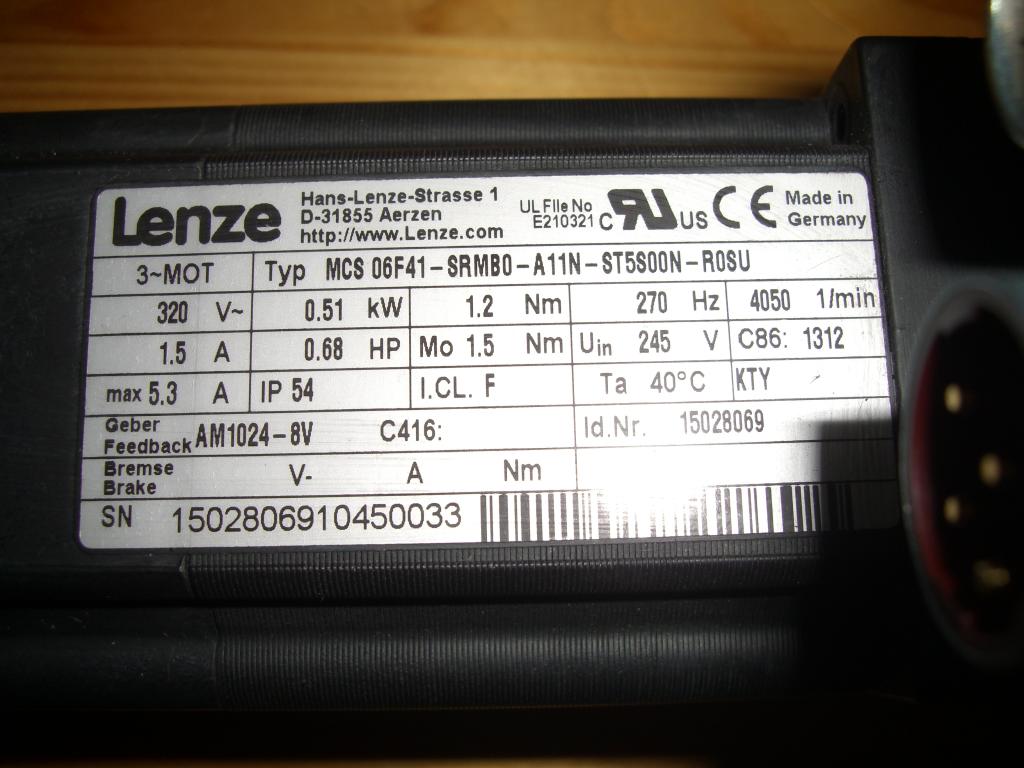 Lenze
Hans-Lenze-Strasse 1
D-31855 Aerzen
http://www.Lenze.com
UL File No
E210321
c RU us CE
Made in
Germany
3~MOT Typ MCS 06F41-SRMB0-A11N-ST5S00N-R0SU
320 V~ 0.51 kW 1.2 Nm 270 Hz 4050 1/min
1.5 A 0.68 HP Mo 1.5 Nm Uin 245 V C86: 1312
max 5.3 A IP 54 I.CL. F Ta 40°C KTY
Geber
Feedback AM1024-8V C416: Id.Nr. 15028069
Bremse
Brake V- A Nm
SN 1502806910450033